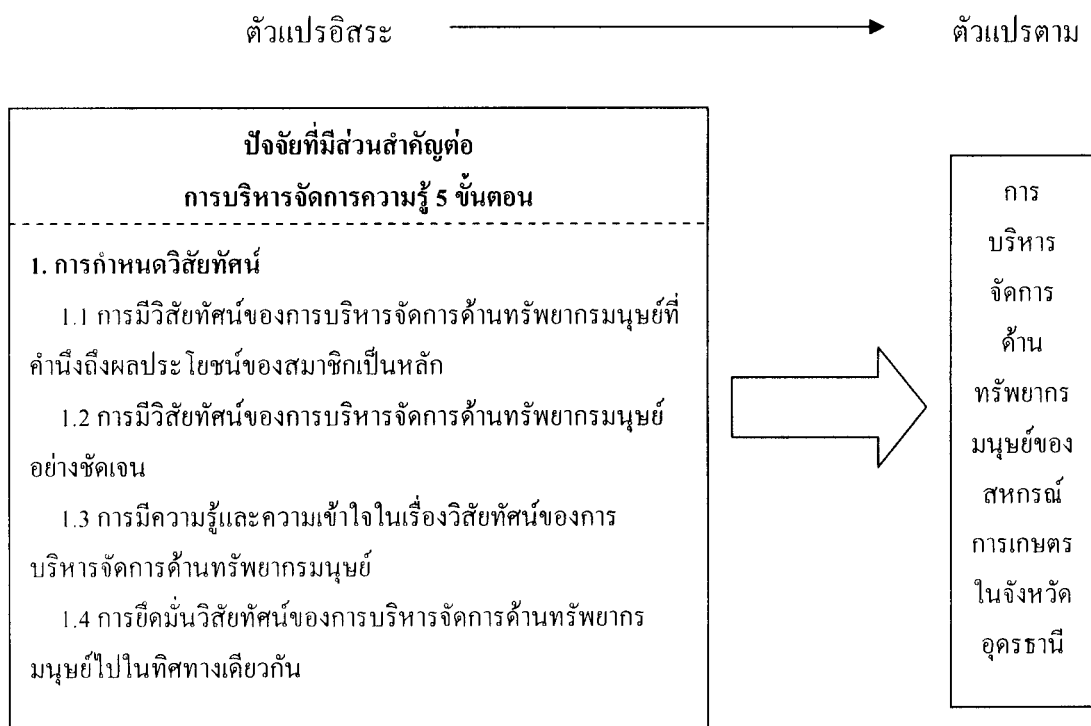 ตัวแปรอิสระ ตัวแปรตาม
ปัจจัยที่มีส่วนสำคัญต่อ
การบริหารจัดการความรู้ 5 ขั้นตอน
1. การกำหนดวิสัยทัศน์
1.1 การมีวิสัยทัศน์ของการบริหารจัดการด้านทรัพยากรมนุษย์ที่
คำนึงถึงผลประโยชน์ของสมาชิกเป็นหลัก
1.2 การมีวิสัยทัศน์ของการบริหารจัดการด้านทรัพยากรมนุษย์
อย่างชัดเจน
1.3 การมีความรู้และความเข้าใจในเรื่องวิสัยทัศน์ของการ
บริหารจัดการด้านทรัพยากรมนุษย์
1.4 การยึดมั่นวิสัยทัศน์ของการบริหารจัดการด้านทรัพยากร
มนุษย์ไปในทิศทางเดียวกัน
การ
บริหาร
จัดการ
ด้าน
ทรัพยากร
มนุษย์ของ
สหกรณ์
การเกษตร
ในจังหวัด
อุดรธานี